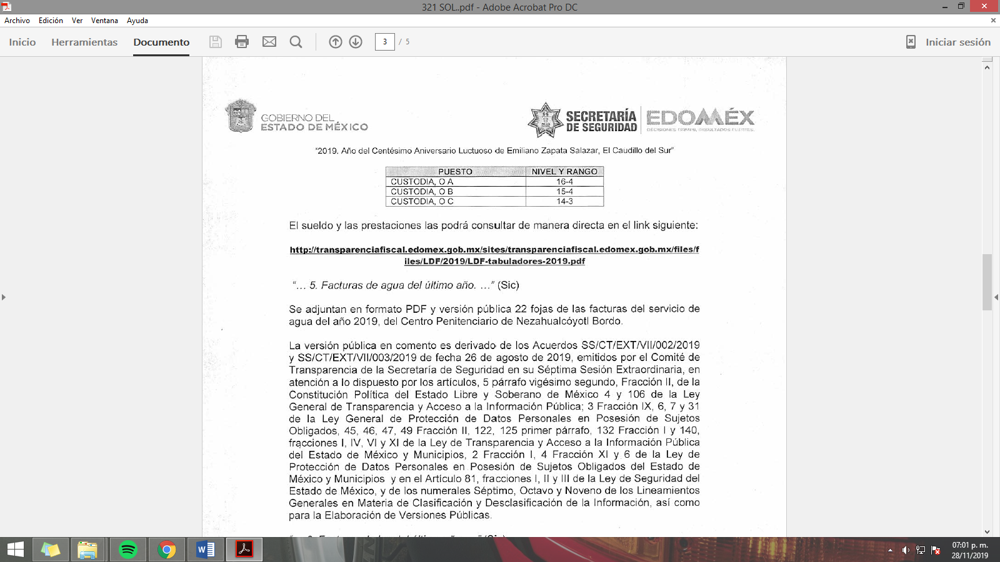 321 SOL..pdf - Adobe Acrobat Pro DC
Archivo Edición Ver Ventana Ayuda
Inicio Herramientas Documento 3 / 5 Iniciar sesión
GOBIERNO DEL
ESTADO DE MÉXICO
SECRETARÍA
DE SEGURIDAD
EDOMÉX
DECISIONES FIRMES, RESULTADOS FUERTES.
"2019. Año del Centésimo Aniversario Luctuoso de Emiliano Zapata Salazar, El Caudillo del Sur"
PUESTO NIVEL Y RANGO
CUSTODIA, O A 16-4
CUSTODIA, O B 15-4
CUSTODIA, O C 14-3
El sueldo y las prestaciones las podrá consultar de manera directa en el link siguiente:
http://transparenciafiscal.edomex.gob.mx/sites/transparenciafiscal.edomex.gob.mx/files/f
iles/LDF/2019/LDF-tabuladores-2019.pdf
"... 5. Facturas de agua del último año. ..." (Sic)
Se adjuntan en formato PDF y versión pública 22 fojas de las facturas del servicio de
agua del año 2019, del Centro Penitenciario de Nezahualcóyotl Bordo.
La versión pública en comento es derivado de los Acuerdos SS/CT/EXT/VII/002/2019
y SS/CT/EXT/VII/003/2019 de fecha 26 de agosto de 2019, emitidos por el Comité de
Transparencia de la Secretaría de Seguridad en su Séptima Sesión Extraordinaria, en
atención a lo dispuesto por los artículos, 5 párrafo vigésimo segundo, Fracción II, de la
Constitución Política del Estado Libre y Soberano de México 4 y 106 de la Ley
General de Transparencia y Acceso a la Información Pública; 3 Fracción IX, 6, 7 y 31
de la Ley General de Protección de Datos Personales en Posesión de Sujetos
Obligados, 45, 46, 47, 49 Fracción II, 122, 125 primer párrafo, 132 Fracción I y 140,
fracciones I, IV, VI y XI de la Ley de Transparencia y Acceso a la Información Pública
del Estado de México y Municipios, 2 Fracción I, 4 Fracción XI y 6 de la Ley de
Protección de Datos Personales en Posesión de Sujetos Obligados del Estado de
México y Municipios y en el Artículo 81, fracciones I, II y III de la Ley de Seguridad del
Estado de México, y de los numerales Séptimo, Octavo y Noveno de los Lineamientos
Generales en Materia de Clasificación y Desclasificación de la Información, así como
para la Elaboración de Versiones Públicas.
07:01 p. m.
28/11/2019